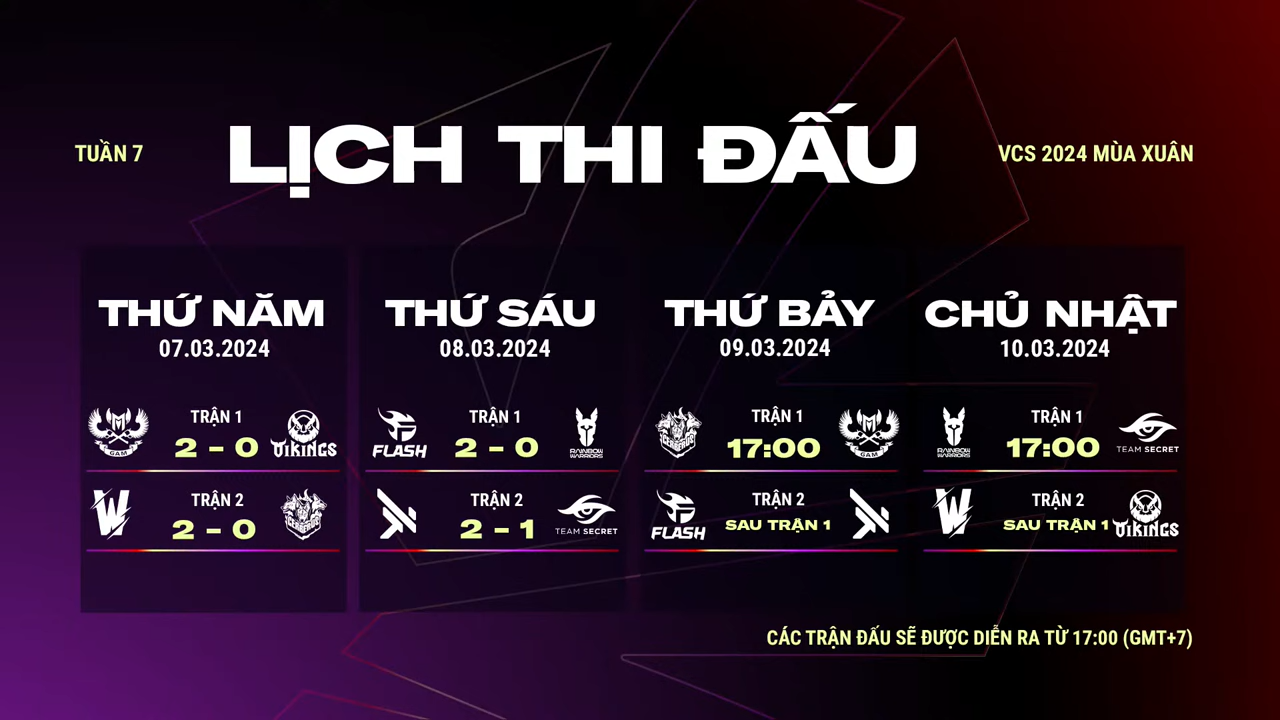 TUẦN 7
LỊCH THI ĐẤU
VCS 2024 MÙA XUÂN
THỨ NĂM
07.03.2024
GAM
TRẬN 1
2 - 0
VIKINGS
TRẬN 2
2 - 0
CERBERUS
THỨ SÁU
08.03.2024
FLASH
TRẬN 1
2 - 0
RAINBOW
WARRIORS
TRẬN 2
2 - 1
TEAM SECRET
THỨ BẢY
09.03.2024
CERBERUS
TRẬN 1
17:00
GAM
FLASH
TRẬN 2
SAU TRẬN 1
CHỦ NHẬT
10.03.2024
RAINBOW
WARRIORS
TRẬN 1
17:00
TEAM SECRET
TRẬN 2
SAU TRẬN 1
VIKINGS
CÁC TRẬN ĐẤU SẼ ĐƯỢC DIỄN RA TỪ 17:00 (GMT+7)